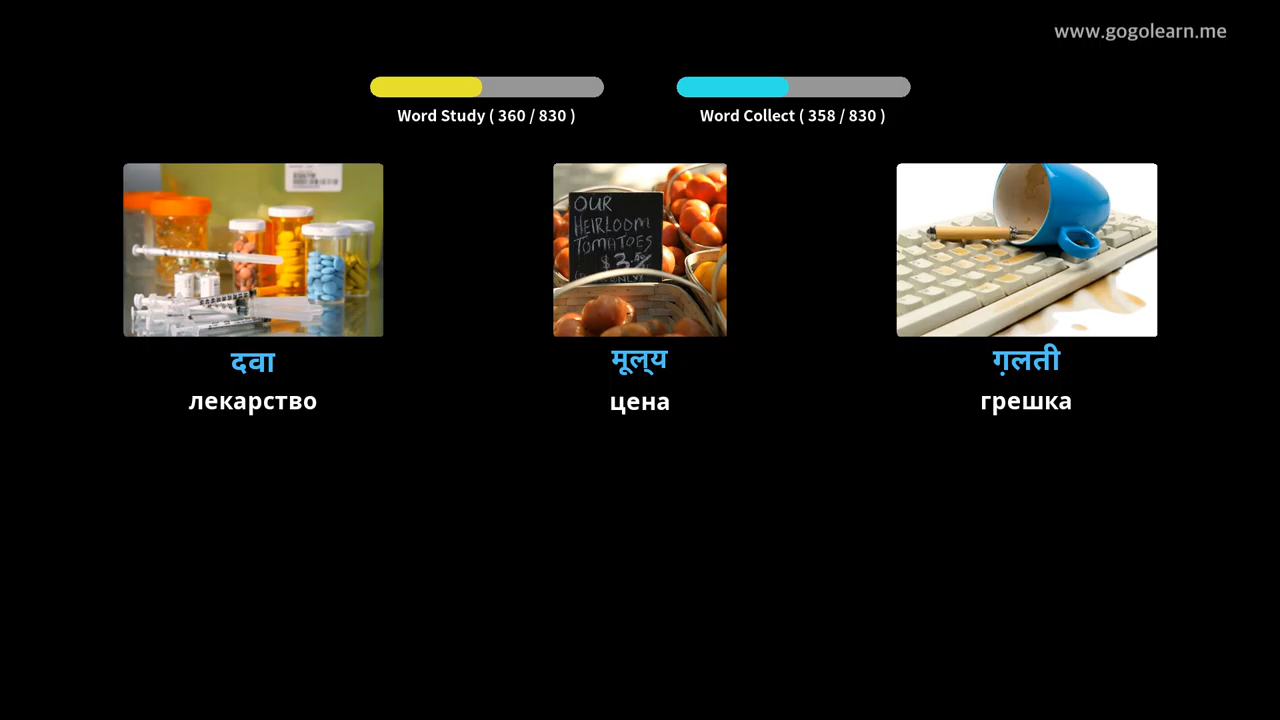 www.gogolearn.me
Word Study ( 360 / 830 )
Word Collect ( 358 / 830 )
OUR
HEIRLOOM
TOMATOES
दवा
मूल्य
ग़लती
лекарство
цена
грешка